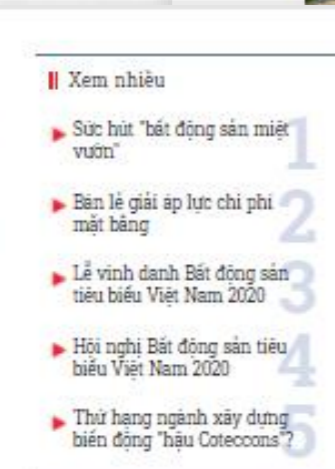 Xem nhiều
Sức hút "bất động sản miệt
vườn"
1
Bán lẻ giải áp lực chi phí
mặt bằng
2
Lễ vinh danh Bất động sản
tiêu biểu Việt Nam 2020
3
Hội nghị Bất động sản tiêu
biểu Việt Nam 2020
4
Thứ hạng ngành xây dựng
biến động "hậu Coteccons"?
5